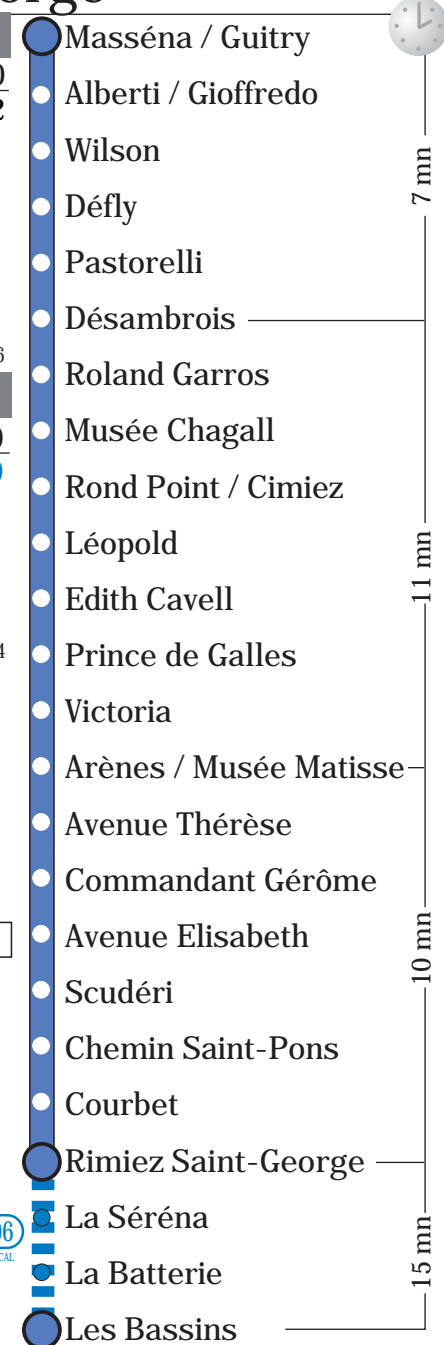 Masséna / Guitry
Alberti / Gioffredo
Wilson
7 mn
Défly
Pastorelli
Désambrois
Roland Garros
Musée Chagall
Rond Point / Cimiez
Léopold
11 mn
Edith Cavell
Prince de Galles
Victoria
Arènes / Musée Matisse
Avenue Thérèse
Commandant Gérôme
Avenue Elisabeth
10 mn
Scudéri
Chemin Saint-Pons
Courbet
Rimiez Saint-George
La Séréna
La Batterie
15 mn
Les Bassins